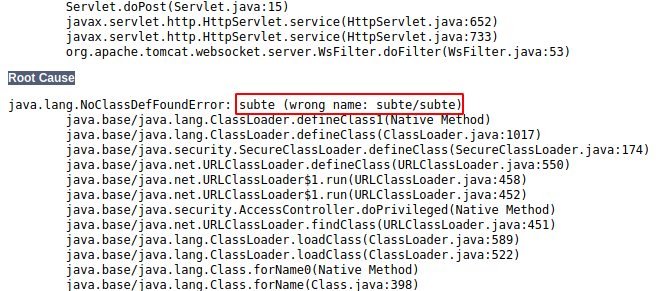 Servlet.doPost(Servlet.java:15)
javax.servlet.http.HttpServlet.service(HttpServlet.java:652)
javax.servlet.http.HttpServlet.service(HttpServlet.java:733)
org.apache.tomcat.websocket.server.WsFilter.doFilter(WsFilter.java:53)
Root Cause
java.lang.NoClassDefFoundError: subte (wrong name: subte/subte)
java.base/java.lang.ClassLoader.defineClass1(Native Method)
java.base/java.lang.ClassLoader.defineClass(ClassLoader.java:1017)
java.base/java.security.SecureClassLoader.defineClass(SecureClassLoader.java:174)
java.base/java.net.URLClassLoader.defineClass(URLClassLoader.java:550)
java.base/java.net.URLClassLoader$1.run(URLClassLoader.java:458)
java.base/java.net.URLClassLoader$1.run(URLClassLoader.java:452)
java.base/java.security.AccessController.doPrivileged(Native Method)
java.base/java.net.URLClassLoader.findClass(URLClassLoader.java:451)
java.base/java.lang.ClassLoader.loadClass(ClassLoader.java:589)
java.base/java.lang.ClassLoader.loadClass(ClassLoader.java:522)
java.base/java.lang.Class.forName0(Native Method)
java.base/java.lang.Class.forName(Class.java:398)